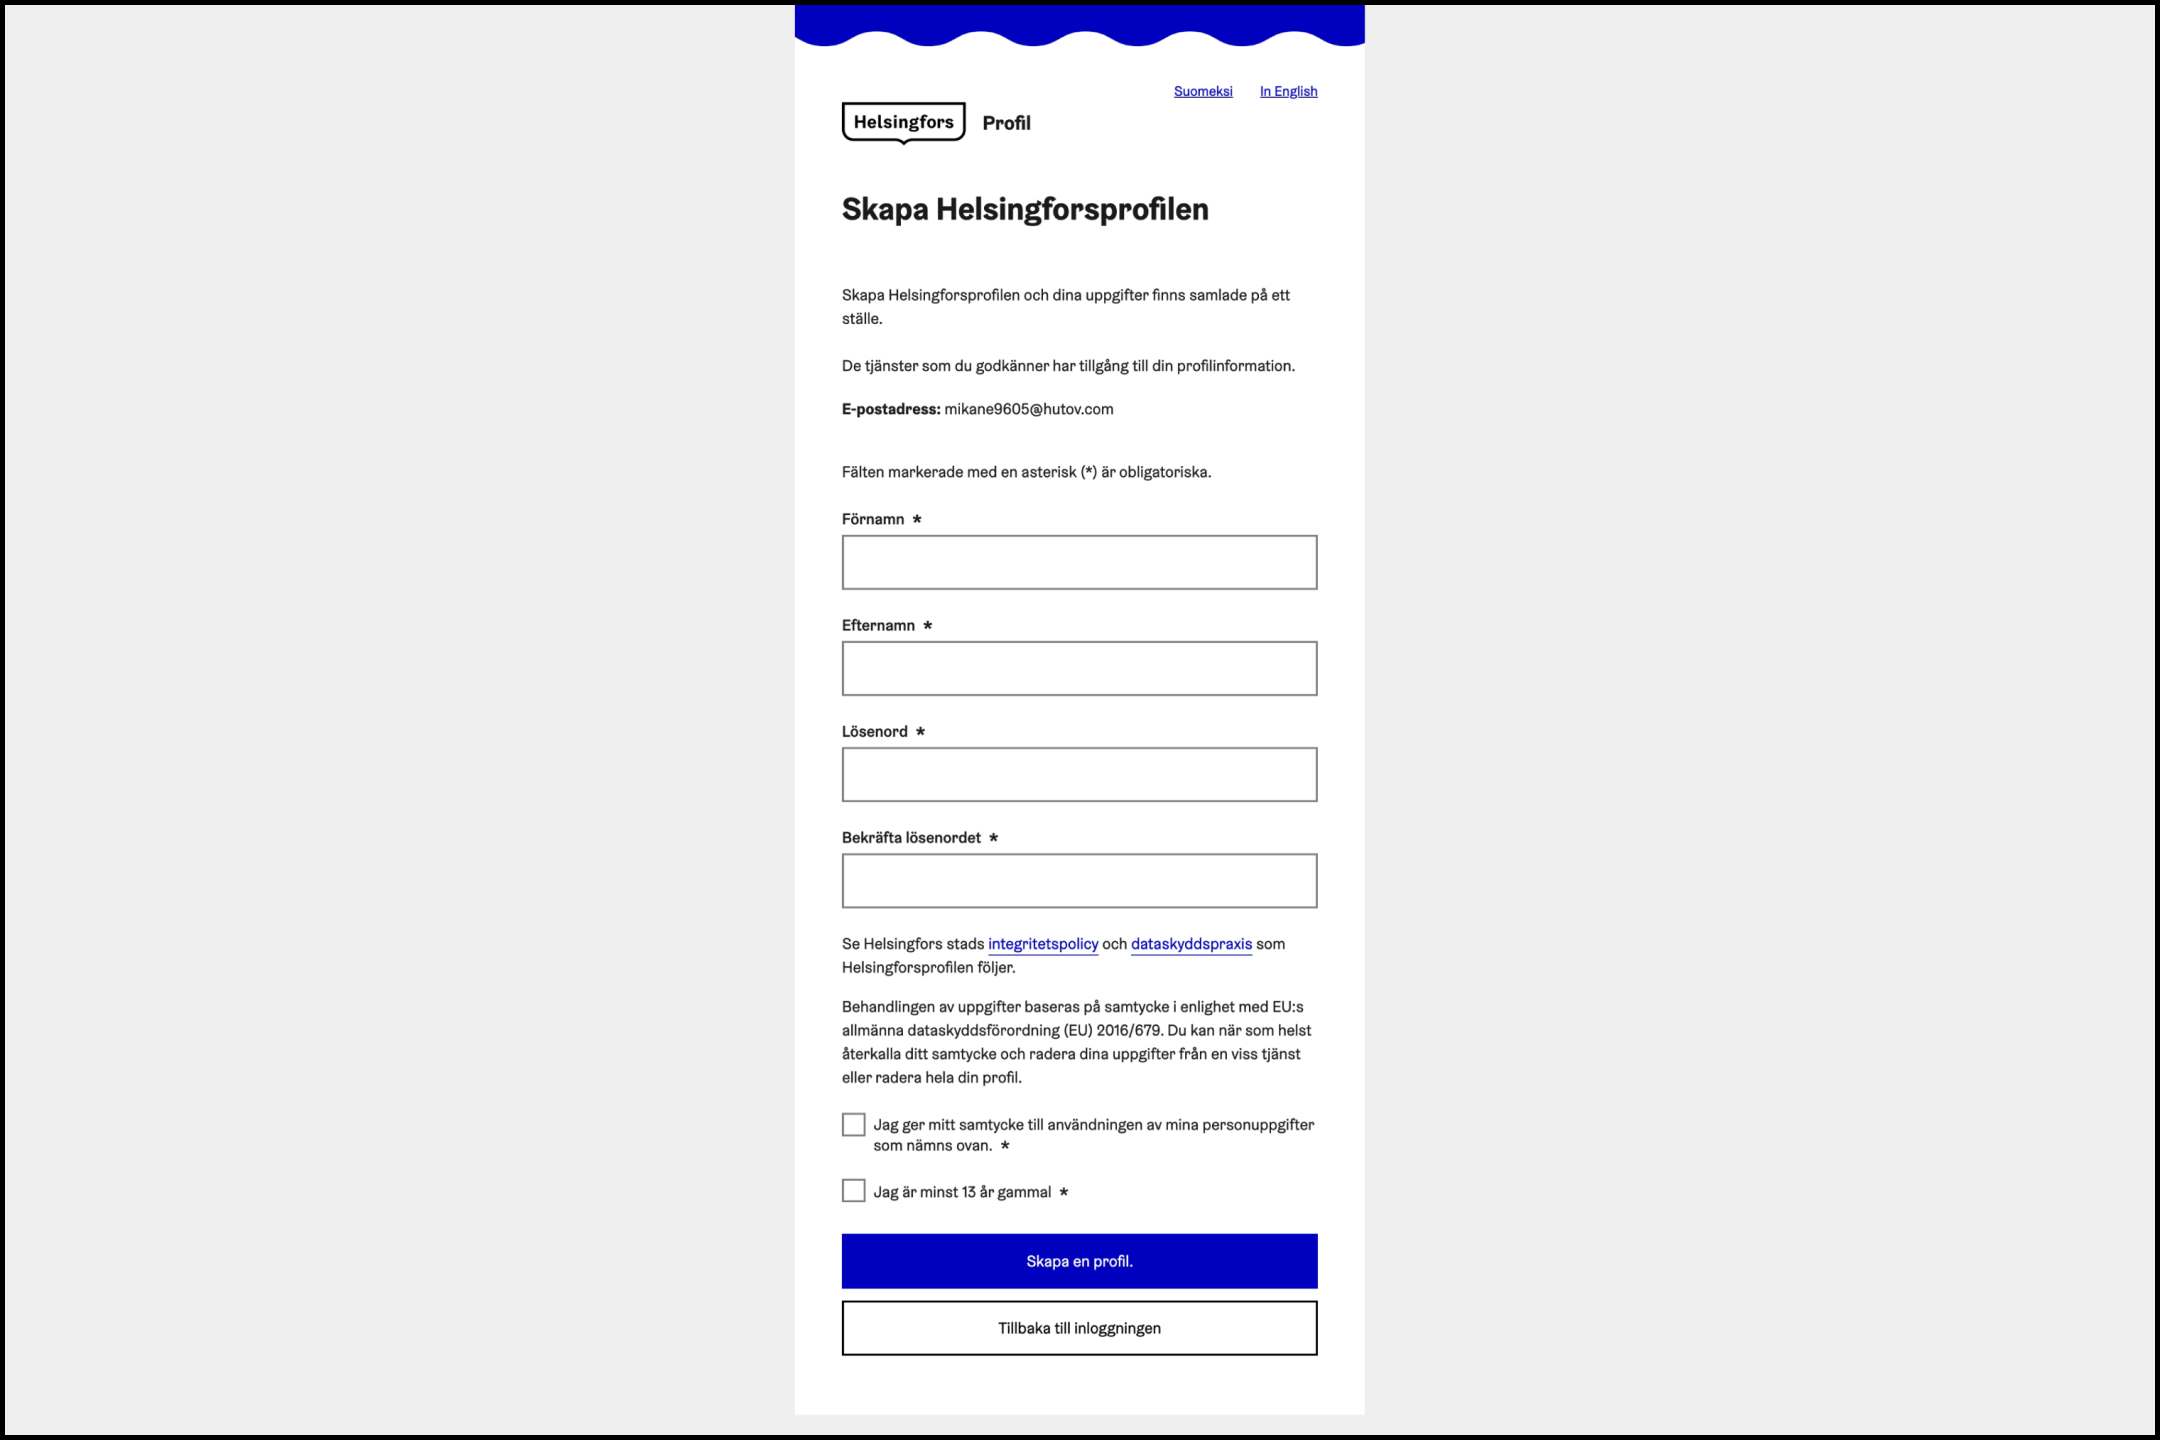 Suomeksi In English
Helsingfors Profil
Skapa Helsingforsprofilen
Skapa Helsingforsprofilen och dina uppgifter finns samlade på ett
ställe.
De tjänster som du godkänner har tillgång till din profilinformation.
E-postadress: mikane9605@hutov.com
Fälten markerade med en asterisk (*) är obligatoriska.
Förnamn *
Efternamn *
Lösenord *
Bekräfta lösenordet *
Se Helsingfors stads integritetspolicy och dataskyddspraxis som
Helsingforsprofilen följer.
Behandlingen av uppgifter baseras på samtycke i enlighet med EU:s
allmänna dataskyddsförordning (EU) 2016/679. Du kan när som helst
återkalla ditt samtycke och radera dina uppgifter från en viss tjänst
eller radera hela din profil.
Jag ger mitt samtycke till användningen av mina personuppgifter
som nämns ovan. *
Jag är minst 13 år gammal *
Skapa en profil.
Tillbaka till inloggningen